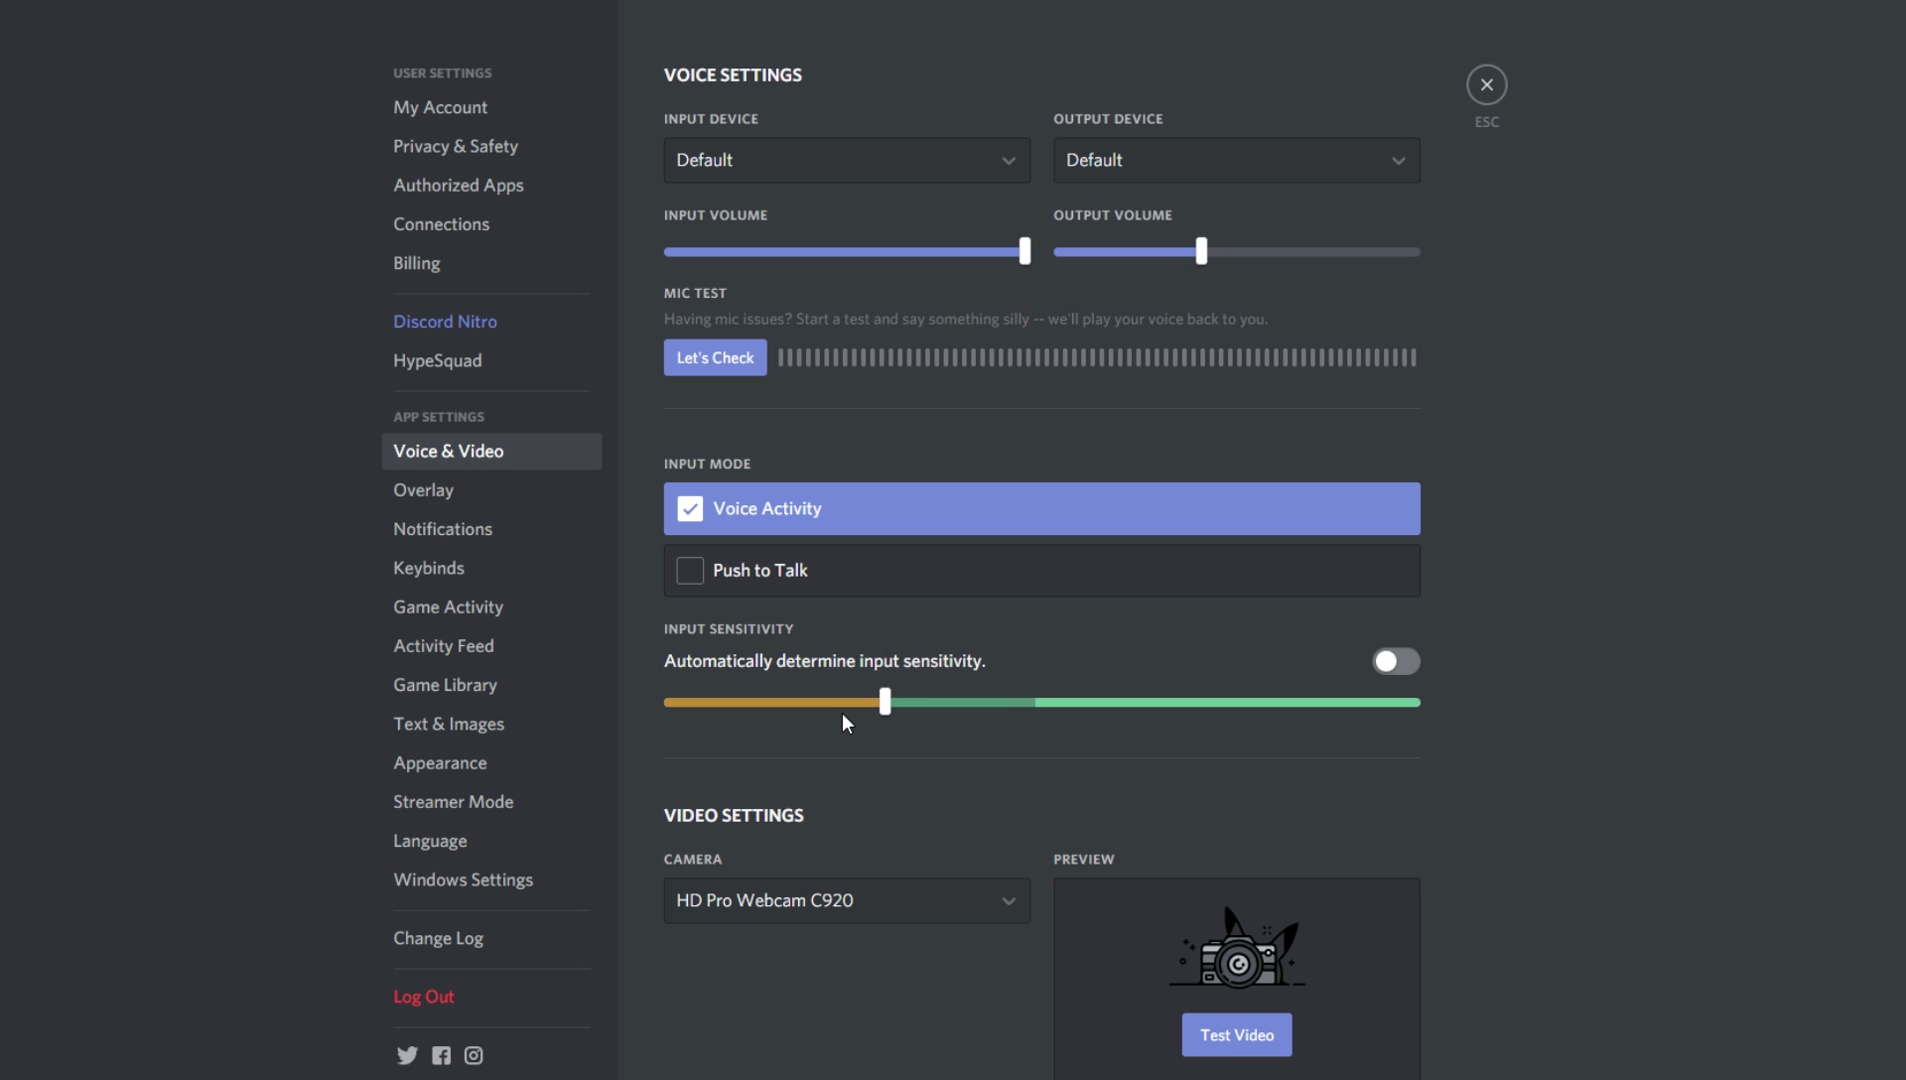 USER SETTINGS
My Account
Privacy & Safety
Authorized Apps
Connections
Billing
Discord Nitro
HypeSquad
APP SETTINGS
Voice & Video
Overlay
Notifications
Keybinds
Game Activity
Activity Feed
Game Library
Text & Images
Appearance
Streamer Mode
Language
Windows Settings
Change Log
Log Out
VOICE SETTINGS
ESC
INPUT DEVICE
Default
OUTPUT DEVICE
Default
INPUT VOLUME
OUTPUT VOLUME
MIC TEST
Having mic issues? Start a test and say something silly -- we'll play your voice back to you.
Let's Check
INPUT MODE
Voice Activity
Push to Talk
INPUT SENSITIVITY
Automatically determine input sensitivity.
VIDEO SETTINGS
CAMERA
HD Pro Webcam C920
PREVIEW
Test Video